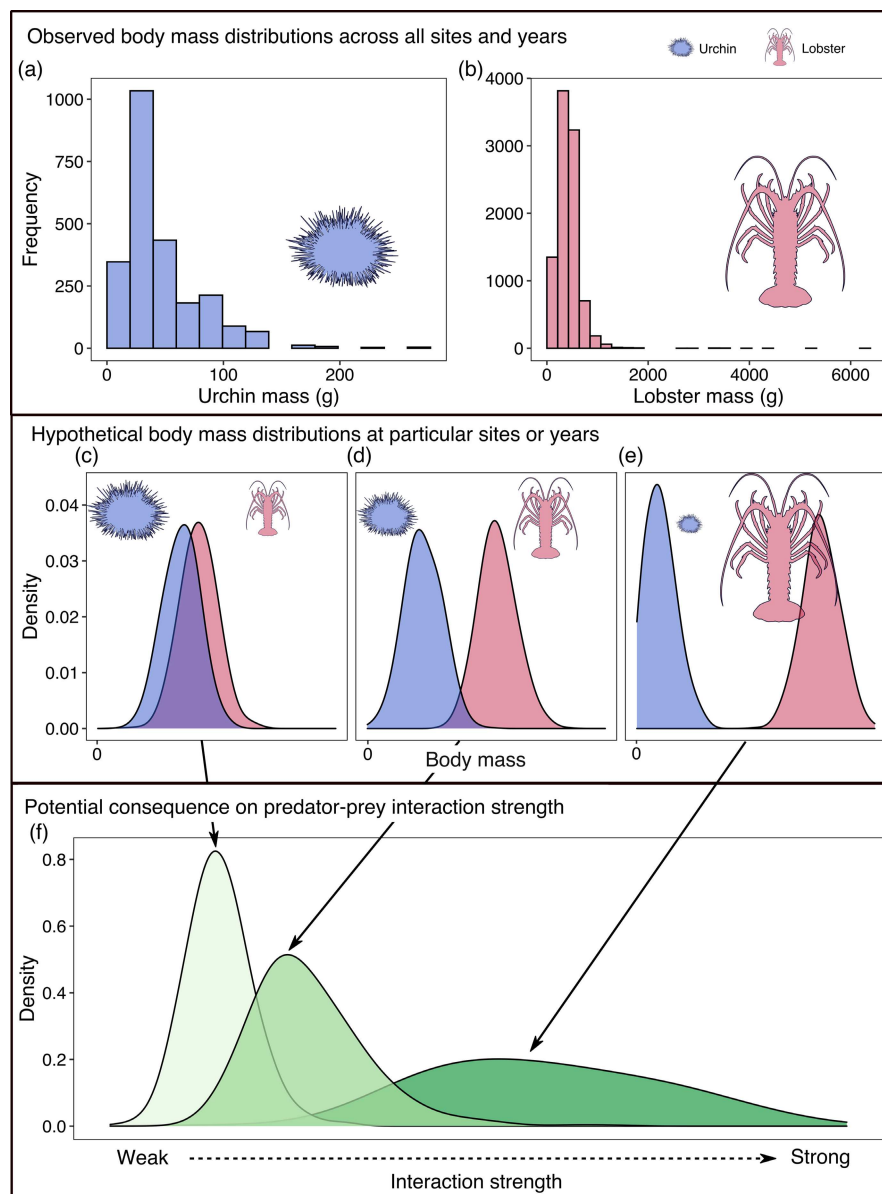 Observed body mass distributions across all sites and years
Urchin
Lobster
(a)
(b)
1000
750
500
250
0
Frequency
0
100
200
Urchin mass (g)
4000
3000
2000
1000
0
0
2000
4000
6000
Lobster mass (g)
Hypothetical body mass distributions at particular sites or years
(c)
(d)
(e)
0.04
0.03
0.02
0.01
0.00
Density
0
0
0
Body mass
Potential consequence on predator-prey interaction strength
(f)
0.8
0.6
0.4
0.2
0.0
Density
Weak
Strong
Interaction strength